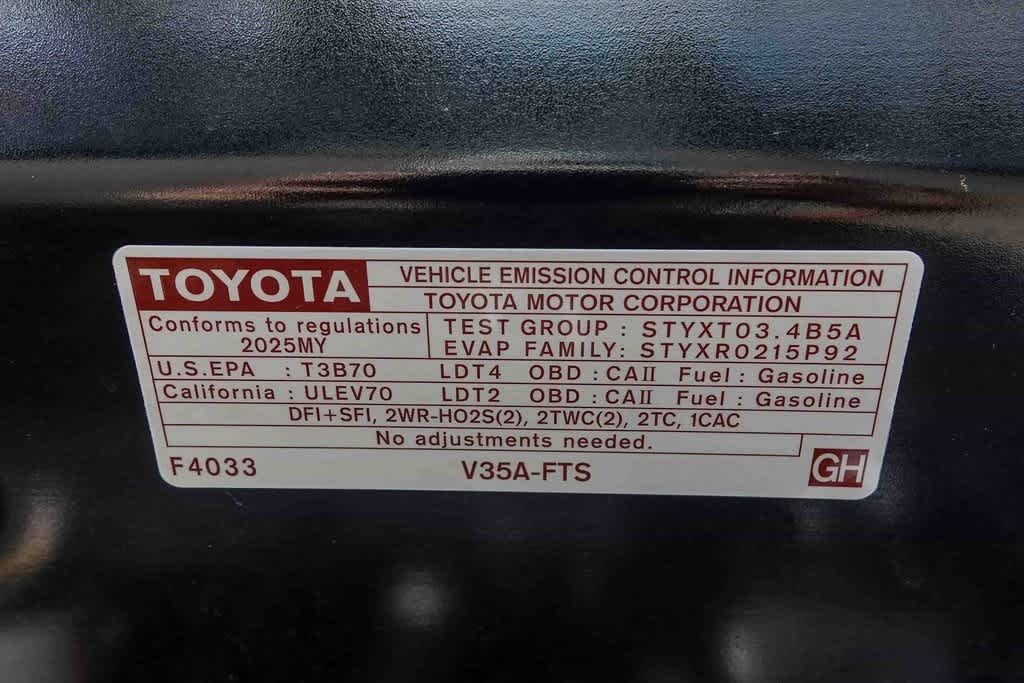 TOYOTA VEHICLE EMISSION CONTROL INFORMATION
TOYOTA MOTOR CORPORATION
Conforms to regulations
2025MY
TEST GROUP : STYXT03.4B5A
EVAP FAMILY: STYXR0215P92
U.S.EPA : T3B70 LDT4 OBD : CAII Fuel : Gasoline
California : ULEV70 LDT2 OBD : CAII Fuel : Gasoline
DFI+SFI, 2WR-HO2S(2), 2TWC(2), 2TC, 1CAC
No adjustments needed.
F4033 V35A-FTS GH